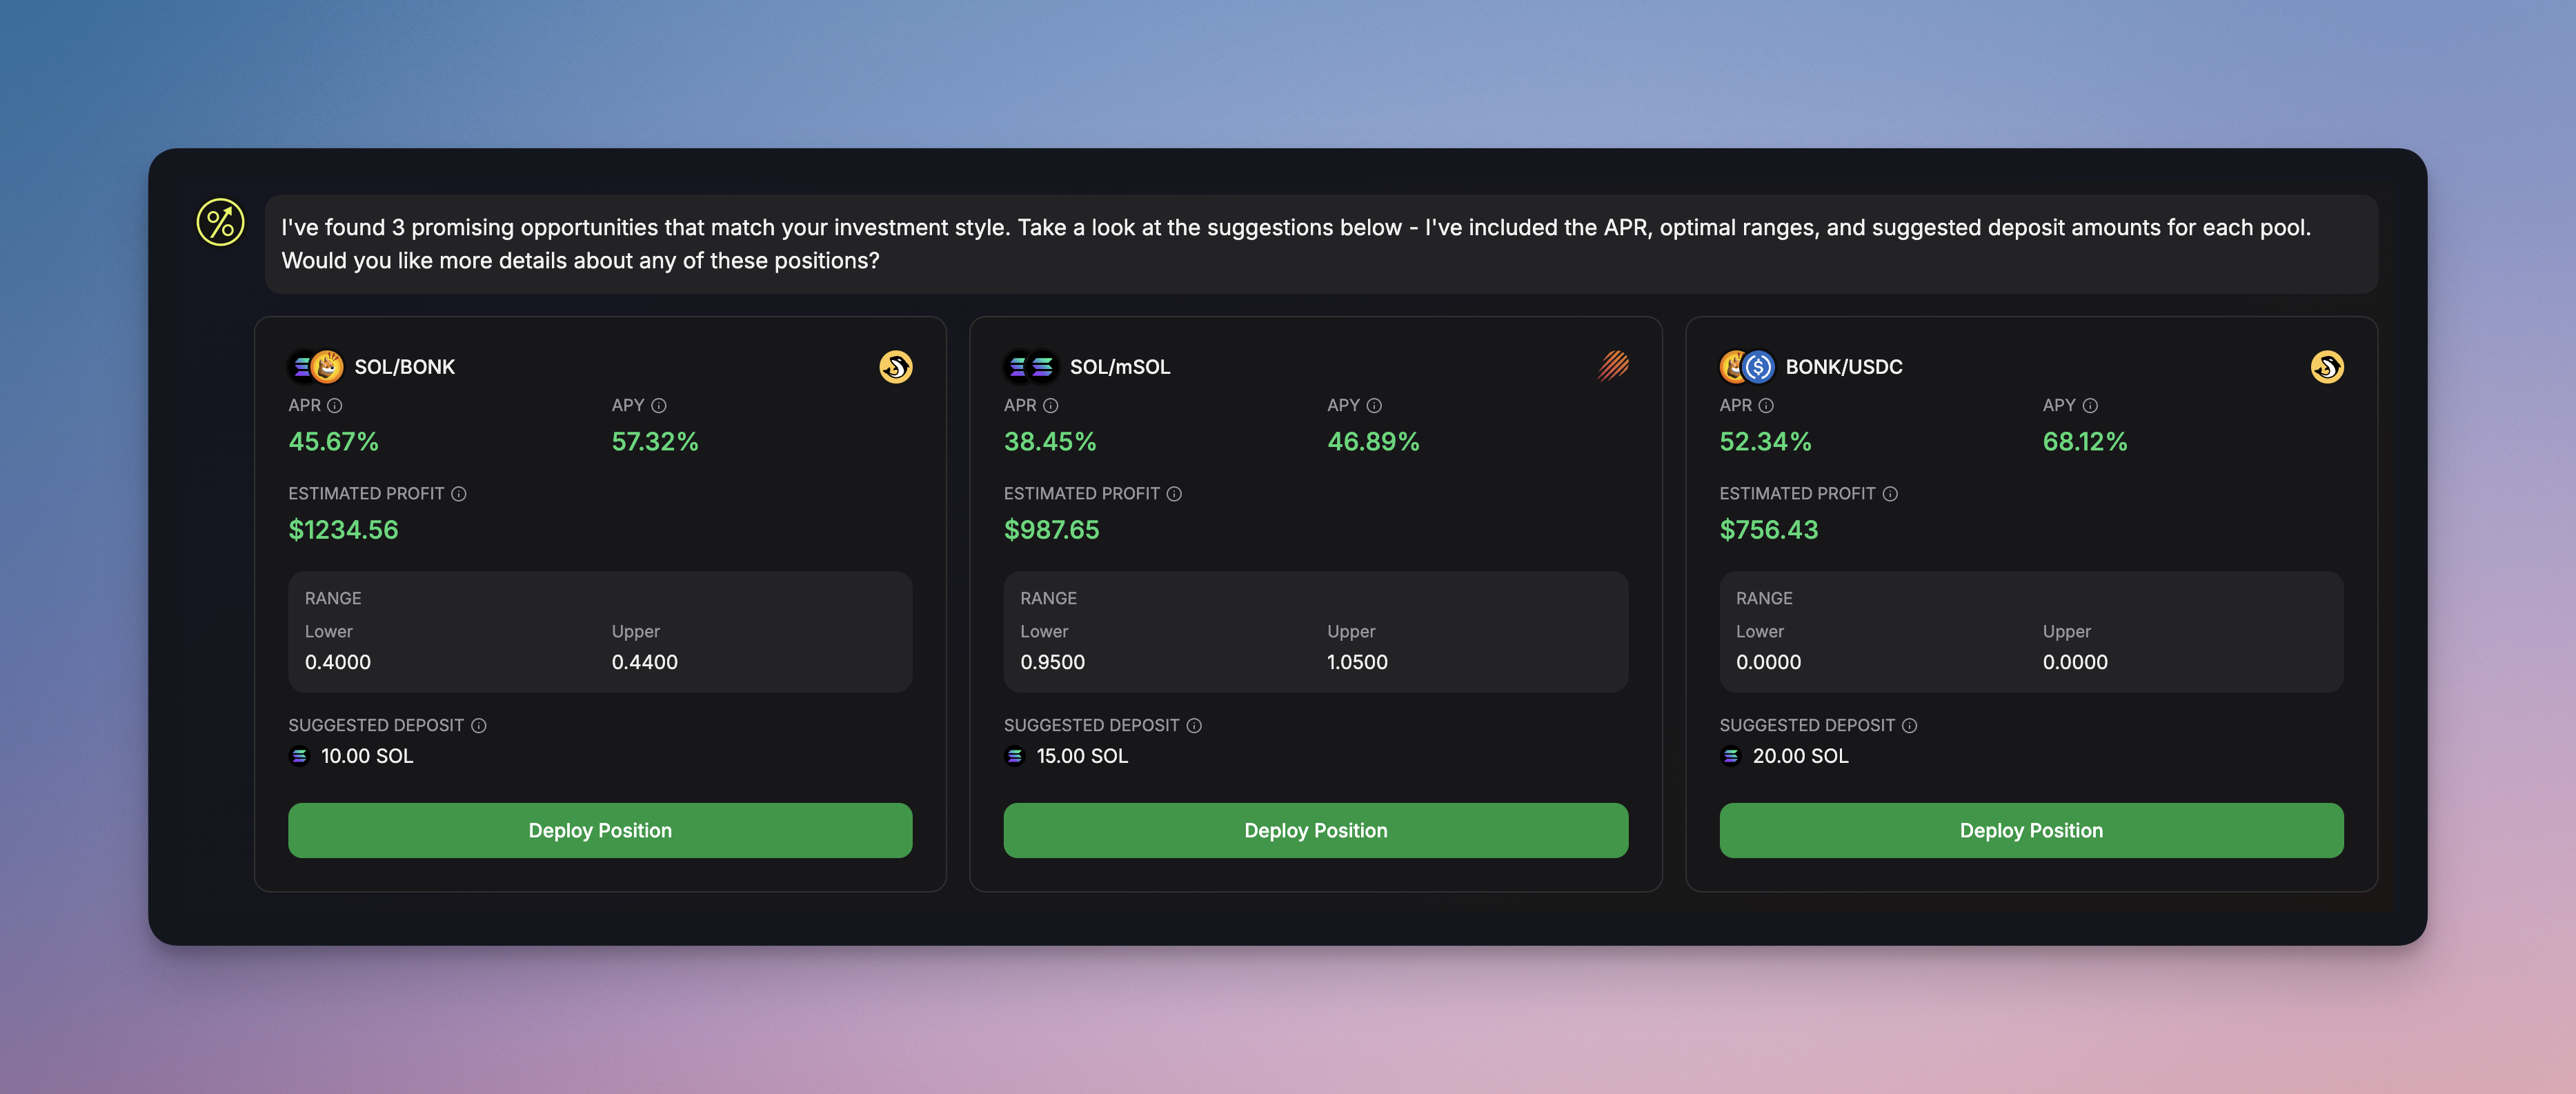 I've found 3 promising opportunities that match your investment style. Take a look at the suggestions below - I've included the APR, optimal ranges, and suggested deposit amounts for each pool.
Would you like more details about any of these positions?
SOL/BONK
APR
APY
45.67%
57.32%
ESTIMATED PROFIT
$1234.56
RANGE
Lower
Upper
0.4000
0.4400
SUGGESTED DEPOSIT
10.00 SOL
Deploy Position
SOL/mSOL
APR
APY
38.45%
46.89%
ESTIMATED PROFIT
$987.65
RANGE
Lower
Upper
0.9500
1.0500
SUGGESTED DEPOSIT
15.00 SOL
Deploy Position
BONK/USDC
APR
APY
52.34%
68.12%
ESTIMATED PROFIT
$756.43
RANGE
Lower
Upper
0.0000
0.0000
SUGGESTED DEPOSIT
20.00 SOL
Deploy Position